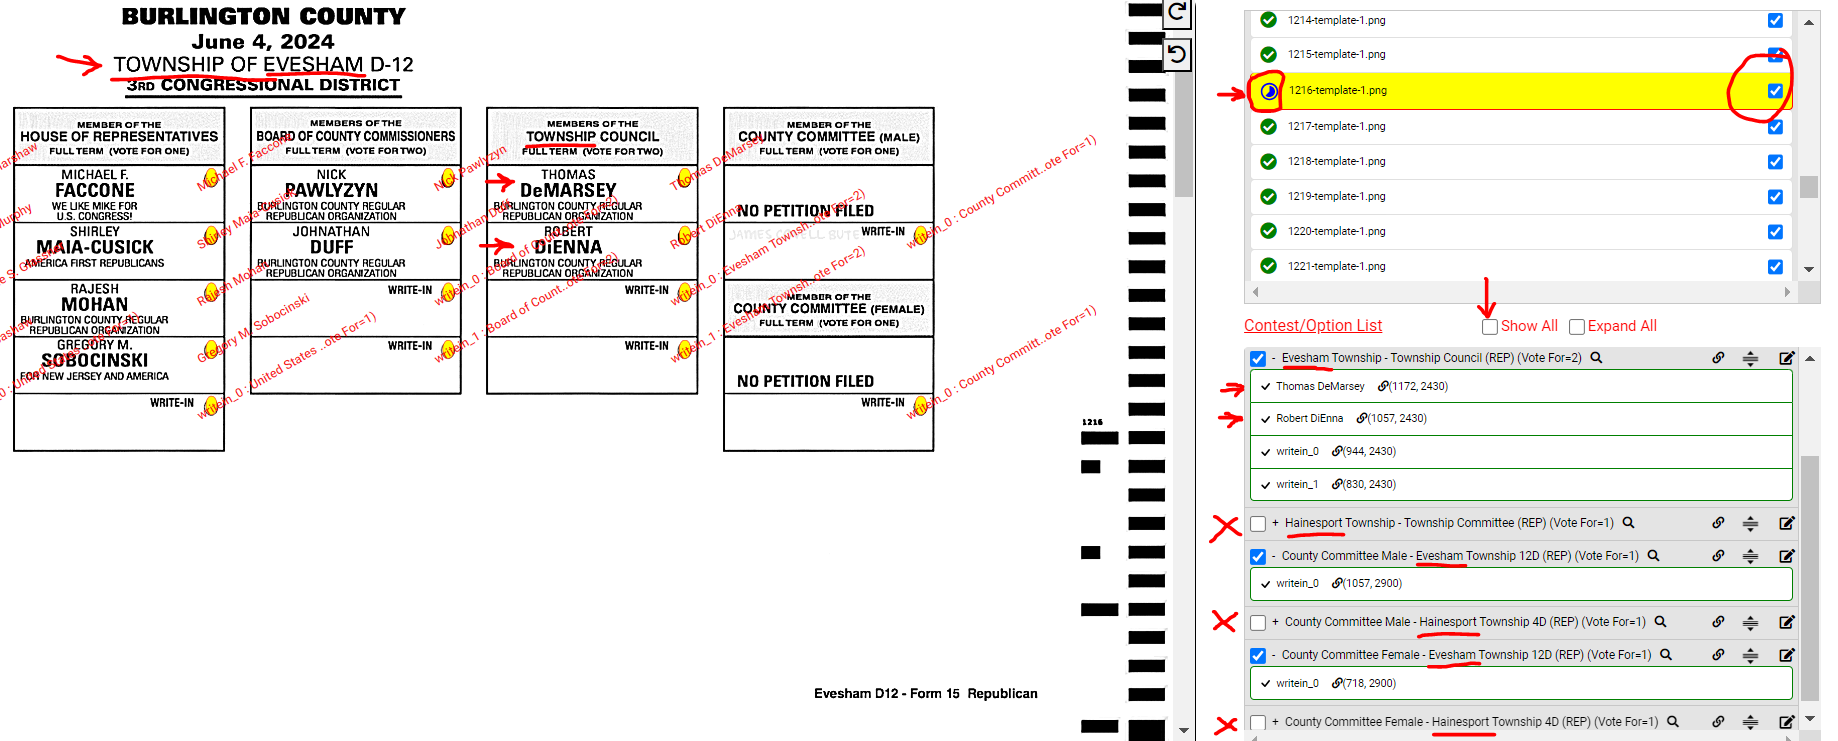 BURLINGTON COUNTY
June 4, 2024
TOWNSHIP OF EVESHAM D-12
3RD CONGRESSIONAL DISTRICT
MEMBER OF THE
HOUSE OF REPRESENTATIVES
FULL TERM (VOTE FOR ONE)
MICHAEL F.
FACCONE
WE LIKE MIKE FOR
U.S. CONGRESS!
SHIRLEY
MAIA-CUSICK
AMERICA FIRST REPUBLICANS
RAJESH
MOHAN
BURLINGTON COUNTY REGULAR
REPUBLICAN ORGANIZATION
GREGORY M.
SOBOCINSKI
FOR NEW JERSEY AND AMERICA
WRITE-IN
Michael F. Faccone
Shirley Maia-Cusick
Rajesh Mohan
Gregory M. Sobocinski
writein_0 : United States ..ote For=1)
MEMBERS OF THE
BOARD OF COUNTY COMMISSIONERS
FULL TERM (VOTE FOR TWO)
NICK
PAWLYZYN
BURLINGTON COUNTY REGULAR
REPUBLICAN ORGANIZATION
JOHNATHAN
DUFF
BURLINGTON COUNTY REGULAR
REPUBLICAN ORGANIZATION
WRITE-IN
WRITE-IN
Nick Pawlyzyn
Johnathan Duff
writein_0 : Board of Count..ote For=2)
writein_1 : Board of Count..ote For=2)
MEMBERS OF THE
TOWNSHIP COUNCIL
FULL TERM (VOTE FOR TWO)
THOMAS
DeMARSEY
BURLINGTON COUNTY REGULAR
REPUBLICAN ORGANIZATION
ROBERT
DiENNA
BURLINGTON COUNTY REGULAR
REPUBLICAN ORGANIZATION
WRITE-IN
WRITE-IN
Thomas DeMarsey
Robert DiEnna
writein_0 : Evesham Townsh..ote For=2)
writein_1 : Evesham Townsh..ote For=2)
MEMBER OF THE
COUNTY COMMITTEE (MALE)
FULL TERM (VOTE FOR ONE)
NO PETITION FILED
WRITE-IN
MEMBER OF THE
COUNTY COMMITTEE (FEMALE)
FULL TERM (VOTE FOR ONE)
NO PETITION FILED
WRITE-IN
writein_0 : County Committ..ote For=1)
writein_0 : County Committ..ote For=1)
1216
Evesham D12 - Form 15 Republican
1214-template-1.png
1215-template-1.png
1216-template-1.png
1217-template-1.png
1218-template-1.png
1219-template-1.png
1220-template-1.png
1221-template-1.png
Contest/Option List Show All Expand All
- Evesham Township - Township Council (REP) (Vote For=2)
Thomas DeMarsey (1172, 2430)
Robert DiEnna (1057, 2430)
writein_0 (944, 2430)
writein_1 (830, 2430)
+ Hainesport Township - Township Committee (REP) (Vote For=1)
- County Committee Male - Evesham Township 12D (REP) (Vote For=1)
writein_0 (1057, 2900)
+ County Committee Male - Hainesport Township 4D (REP) (Vote For=1)
- County Committee Female - Evesham Township 12D (REP) (Vote For=1)
writein_0 (718, 2900)
+ County Committee Female - Hainesport Township 4D (REP) (Vote For=1)